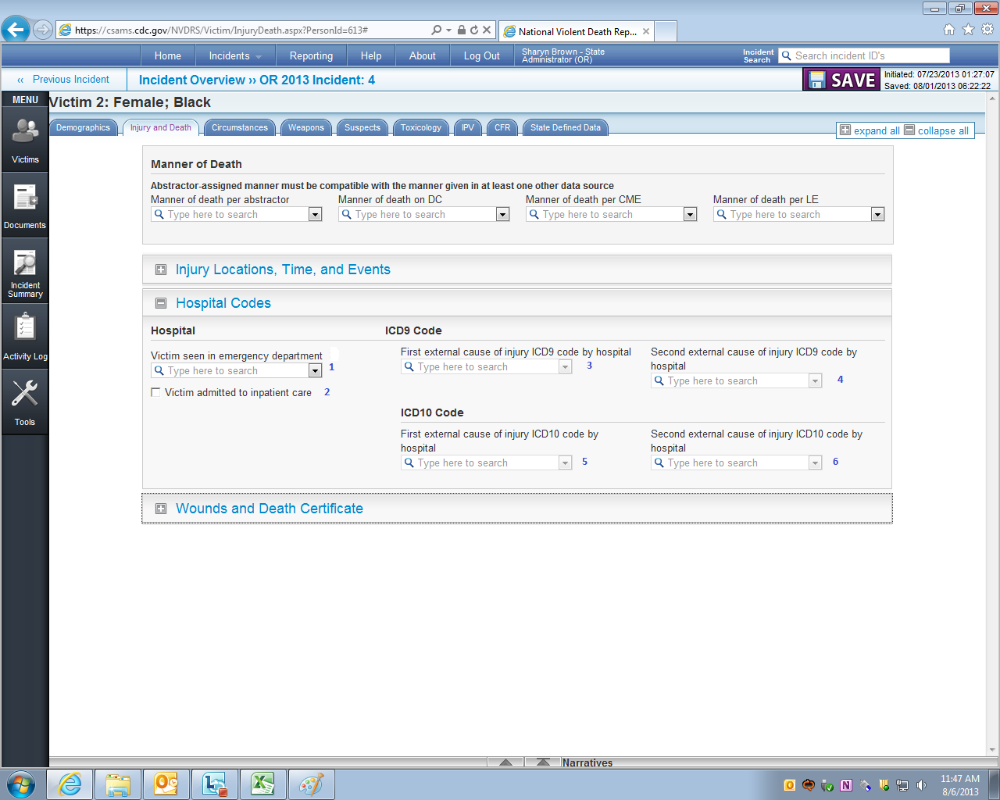 https://csams.cdc.gov/NVDRS/Victim/InjuryDeath.aspx?PersonId=613#
National Violent Death Rep...
Home Incidents Reporting Help About Log Out
Sharyn Brown - State
Administrator (OR)
Incident
Search
Search incident ID's
‹‹ Previous Incident
Incident Overview ›› OR 2013 Incident: 4
SAVE
Initiated: 07/23/2013 01:27:07
Saved: 08/01/2013 06:22:22
MENU
Victims
Documents
Incident
Summary
Activity Log
Tools
Victim 2: Female; Black
Demographics Injury and Death Circumstances Weapons Suspects Toxicology IPV CFR State Defined Data
expand all collapse all
Manner of Death
Abstractor-assigned manner must be compatible with the manner given in at least one other data source
Manner of death per abstractor Manner of death on DC Manner of death per CME Manner of death per LE
Type here to search Type here to search Type here to search Type here to search
Injury Locations, Time, and Events
Hospital Codes
Hospital
Victim seen in emergency department
Type here to search 1
Victim admitted to inpatient care 2
ICD9 Code
First external cause of injury ICD9 code by hospital
Type here to search 3
Second external cause of injury ICD9 code by
hospital
Type here to search 4
ICD10 Code
First external cause of injury ICD10 code by
hospital
Type here to search 5
Second external cause of injury ICD10 code by
hospital
Type here to search 6
Wounds and Death Certificate
Narratives
11:47 AM
8/6/2013